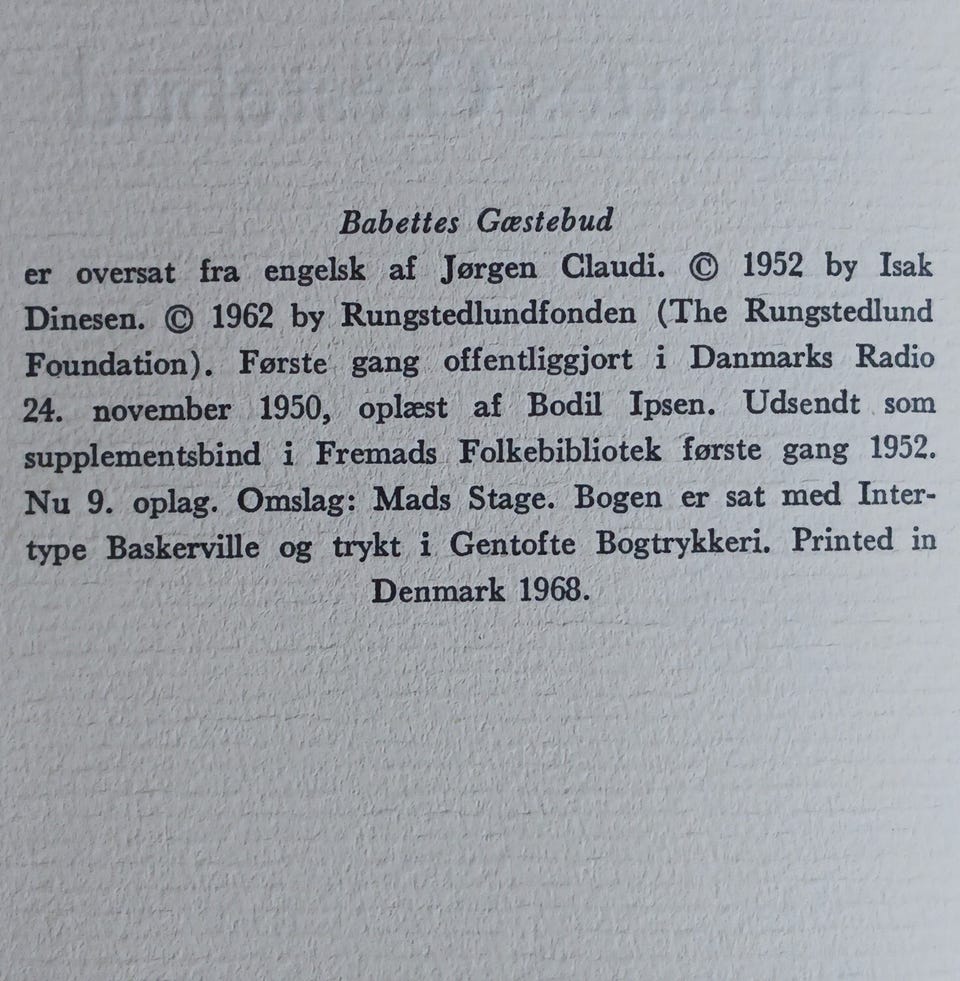 Babettes Gæstebud
er oversat fra engelsk af Jørgen Claudi. © 1952 by Isak
Dinesen. © 1962 by Rungstedlundfonden (The Rungstedlund
Foundation). Første gang offentliggjort i Danmarks Radio
24. november 1950, oplæst af Bodil Ipsen. Udsendt som
supplementsbind i Fremads Folkebibliotek første gang 1952.
Nu 9. oplag. Omslag: Mads Stage. Bogen er sat med Inter-
type Baskerville og trykt i Gentofte Bogtrykkeri. Printed in
Denmark 1968.